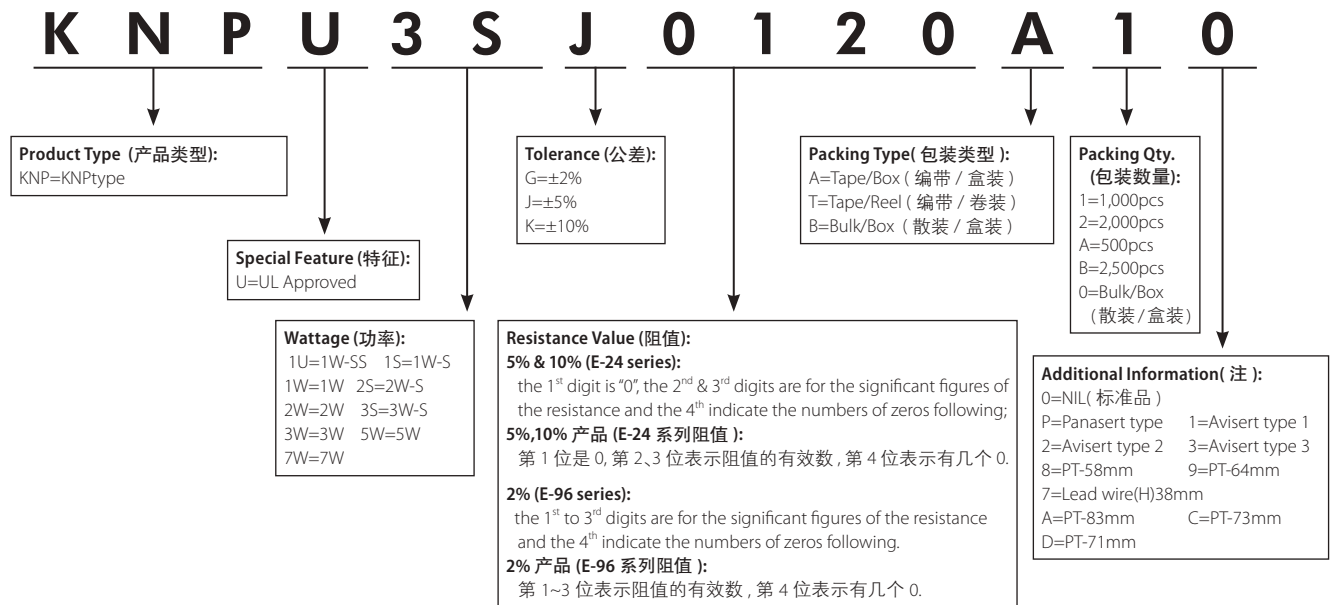 K N P U 3 S J 0 1 2 0 A 1 0
Product Type (产品类型):
KNP=KNPtype
Special Feature (特征):
U=UL Approved
Wattage (功率):
1U=1W-SS 1S=1W-S
1W=1W 2S=2W-S
2W=2W 3S=3W-S
3W=3W 5W=5W
7W=7W
Tolerance (公差):
G=±2%
J=±5%
K=±10%
Resistance Value (阻值):
5% & 10% (E-24 series):
the 1st digit is "0", the 2nd & 3rd digits are for the significant figures of
the resistance and the 4th indicate the numbers of zeros following;
5%,10% 产品 (E-24 系列阻值 ):
第 1 位是 0, 第 2、3 位表示阻值的有效数 , 第 4 位表示有几个 0.
2% (E-96 series):
the 1st to 3rd digits are for the significant figures of the resistance
and the 4th indicate the numbers of zeros following.
2% 产品 (E-96 系列阻值 ):
第 1~3 位表示阻值的有效数 , 第 4 位表示有几个 0.
Packing Type( 包装类型 ):
A=Tape/Box ( 编带 / 盒装 )
T=Tape/Reel ( 编带 / 卷装 )
B=Bulk/Box ( 散装 / 盒装 )
Packing Qty.
(包装数量):
1=1,000pcs
2=2,000pcs
A=500pcs
B=2,500pcs
0=Bulk/Box
(散装 / 盒装)
Additional Information( 注 ):
0=NIL( 标准品 )
P=Panasert type 1=Avisert type 1
2=Avisert type 2 3=Avisert type 3
8=PT-58mm 9=PT-64mm
7=Lead wire(H)38mm
A=PT-83mm C=PT-73mm
D=PT-71mm